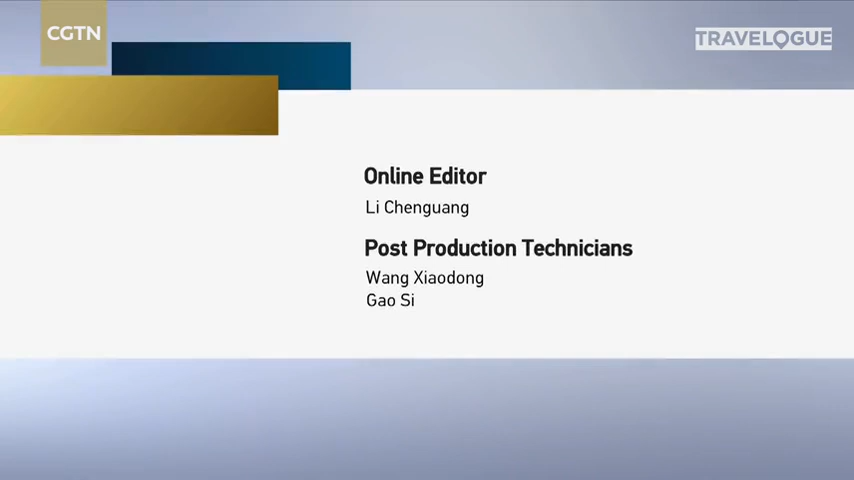 CGTN
TRAVELOGUE
Online Editor
Li Chenguang
Post Production Technicians
Wang Xiaodong
Gao Si